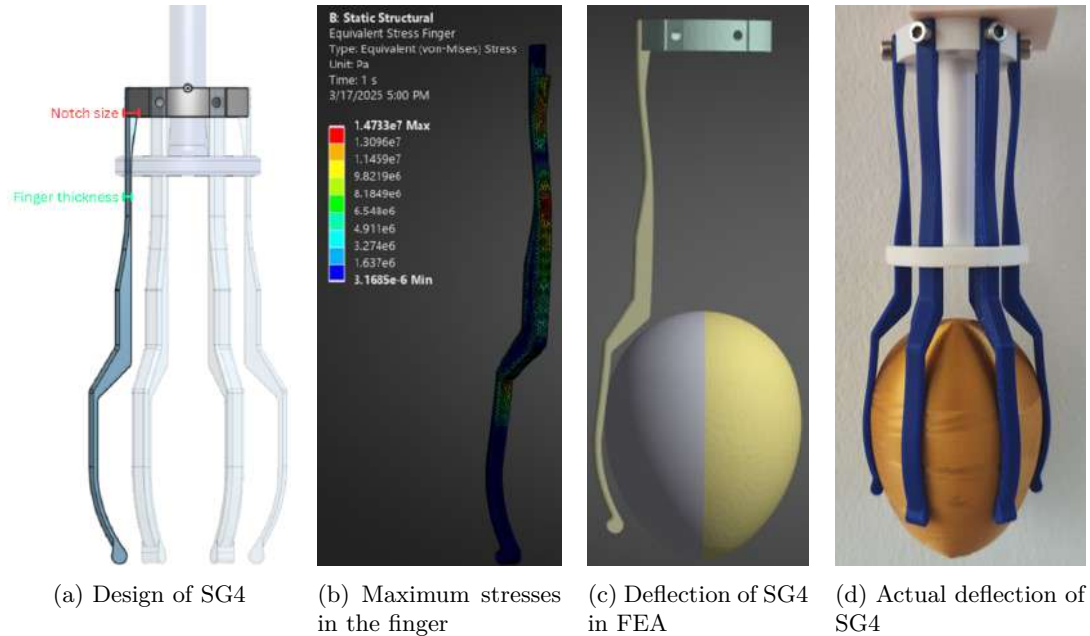 Notch size
Finger thickness
B: Static Structural
Equivalent Stress Finger
Type: Equivalent (von-Mises) Stress
Unit: Pa
Time: 1 s
3/17/2025 5:00 PM
1.4733e7 Max
1.3096e7
1.1459e7
9.8219e6
8.1849e6
6.548e6
4.911e6
3.274e6
1.637e6
3.1685e-6 Min
(a) Design of SG4
(b) Maximum stresses
in the finger
(c) Deflection of SG4
in FEA
(d) Actual deflection of
SG4